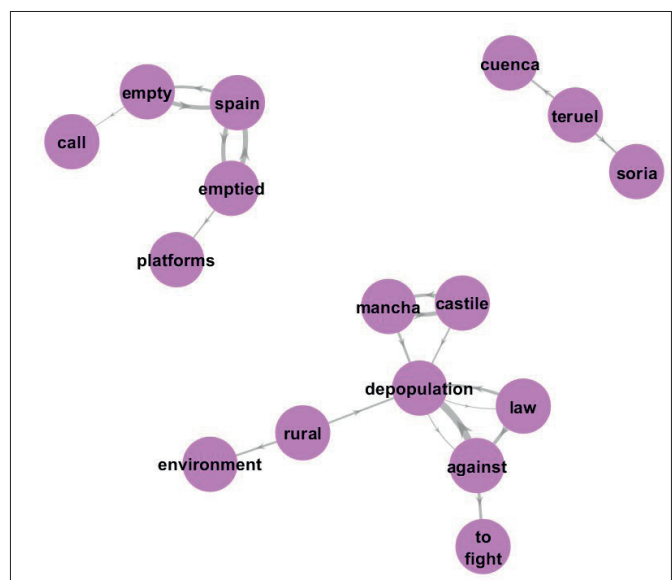 cuenca
empty
spain
teruel
call
soria
emptied
platforms
mancha
castile
depopulation
law
rural
environment
against
to
fight